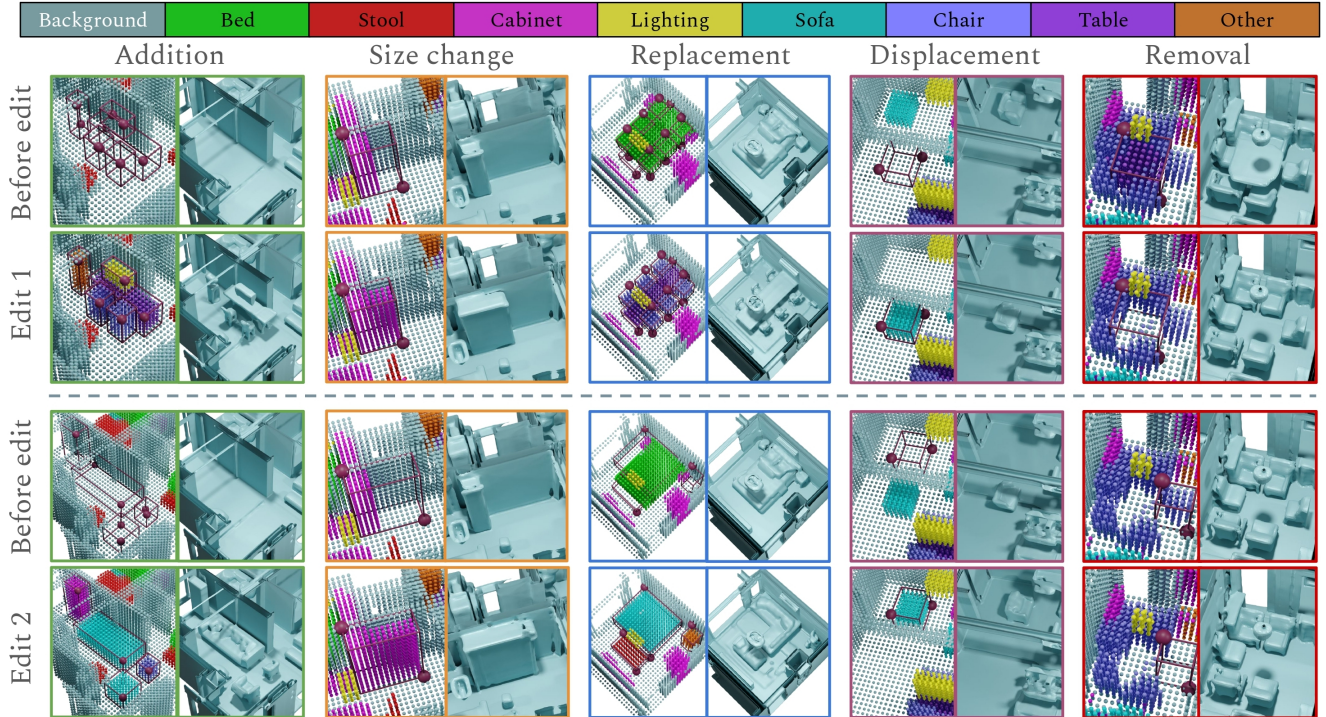 Background Bed Stool Cabinet Lighting Sofa Chair Table Other
Addition Size change Replacement Displacement Removal
Before edit
Edit 1
Before edit
Edit 2